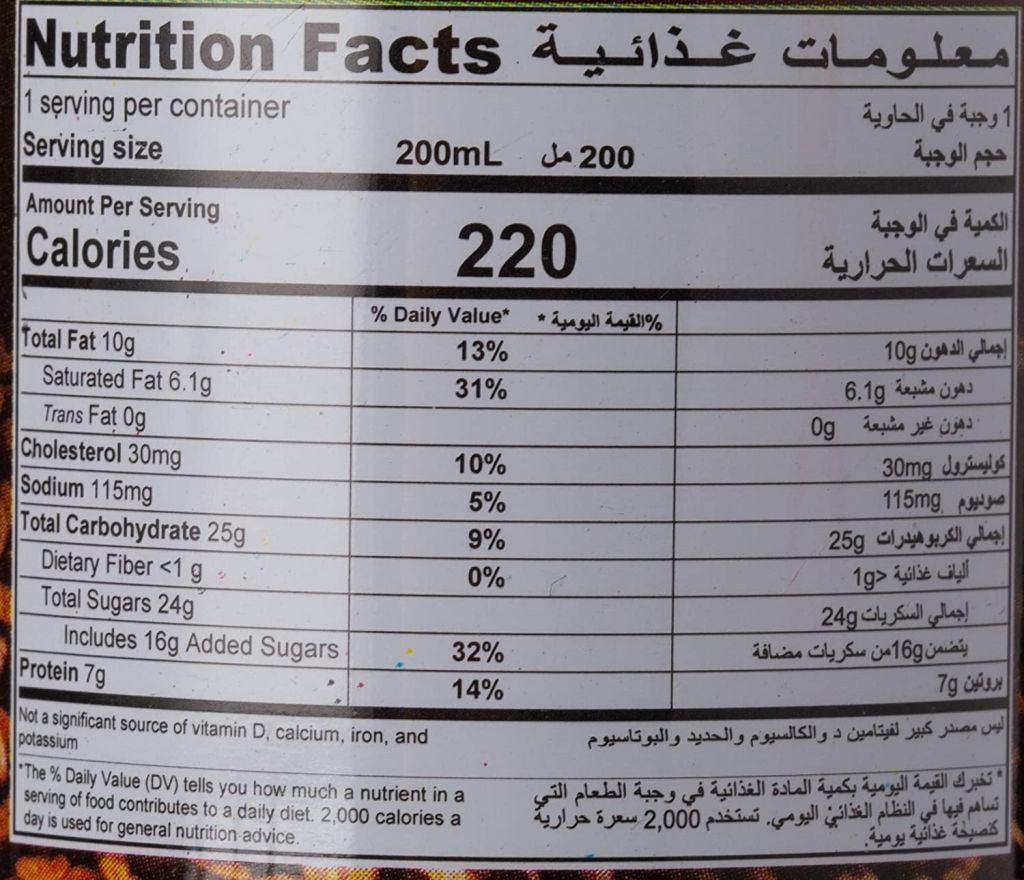 Nutrition Facts معلومات غذائية
1 serving per container 1 وجبة في الحاوية
Serving size 200mL 200 مل حجم الوجبة
Amount Per Serving الكمية في الوجبة
Calories 220 السعرات الحرارية
% Daily Value* %القيمة اليومية *
Total Fat 10g 13% إجمالي الدهون 10g
Saturated Fat 6.1g 31% دهون مشبعة 6.1g
Trans Fat 0g دهون غير مشبعة 0g
Cholesterol 30mg 10% كوليسترول 30mg
Sodium 115mg 5% صوديوم 115mg
Total Carbohydrate 25g 9% إجمالي الكربوهيدرات 25g
Dietary Fiber <1 g 0% ألياف غذائية <1g
Total Sugars 24g إجمالي السكريات 24g
Includes 16g Added Sugars 32% يتضمن16gمن سكريات مضافة
Protein 7g 14% بروتين 7g
Not a significant source of vitamin D, calcium, iron, and
potassium
ليس مصدر كبير لفيتامين د والكالسيوم والحديد والبوتاسيوم
*The % Daily Value (DV) tells you how much a nutrient in a
serving of food contributes to a daily diet. 2,000 calories a
day is used for general nutrition advice.
* تخبرك القيمة اليومية بكمية المادة الغذائية في وجبة الطعام التي
تساهم فيها في النظام الغذائي اليومي. تستخدم 2,000 سعرة حرارية
كنصيحة غذائية يومية.